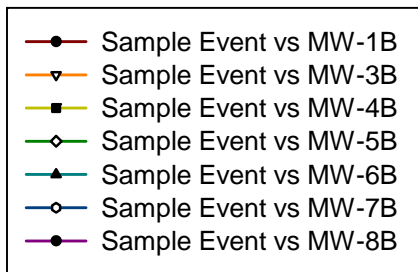 Sample Event vs MW-1B
Sample Event vs MW-3B
Sample Event vs MW-4B
Sample Event vs MW-5B
Sample Event vs MW-6B
Sample Event vs MW-7B
Sample Event vs MW-8B